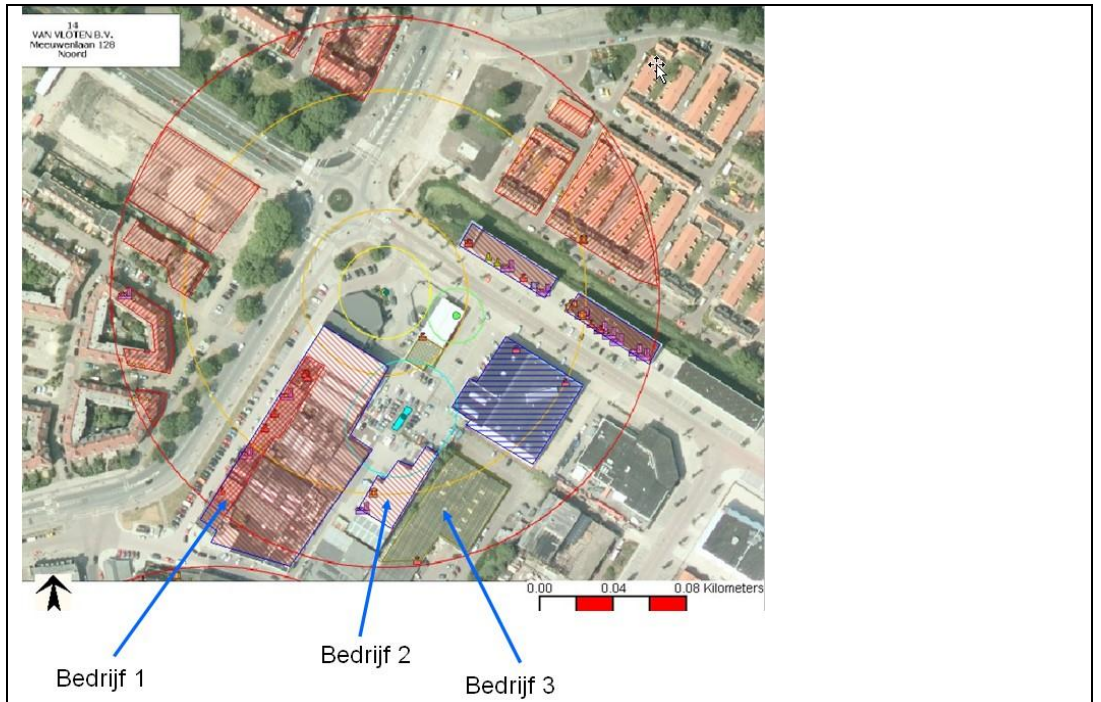 14
VAN VLOTEN B.V.
Meeuwenlaan 128
Noord
0.00 0.04 0.08 Kilometers
Bedrijf 1
Bedrijf 2
Bedrijf 3